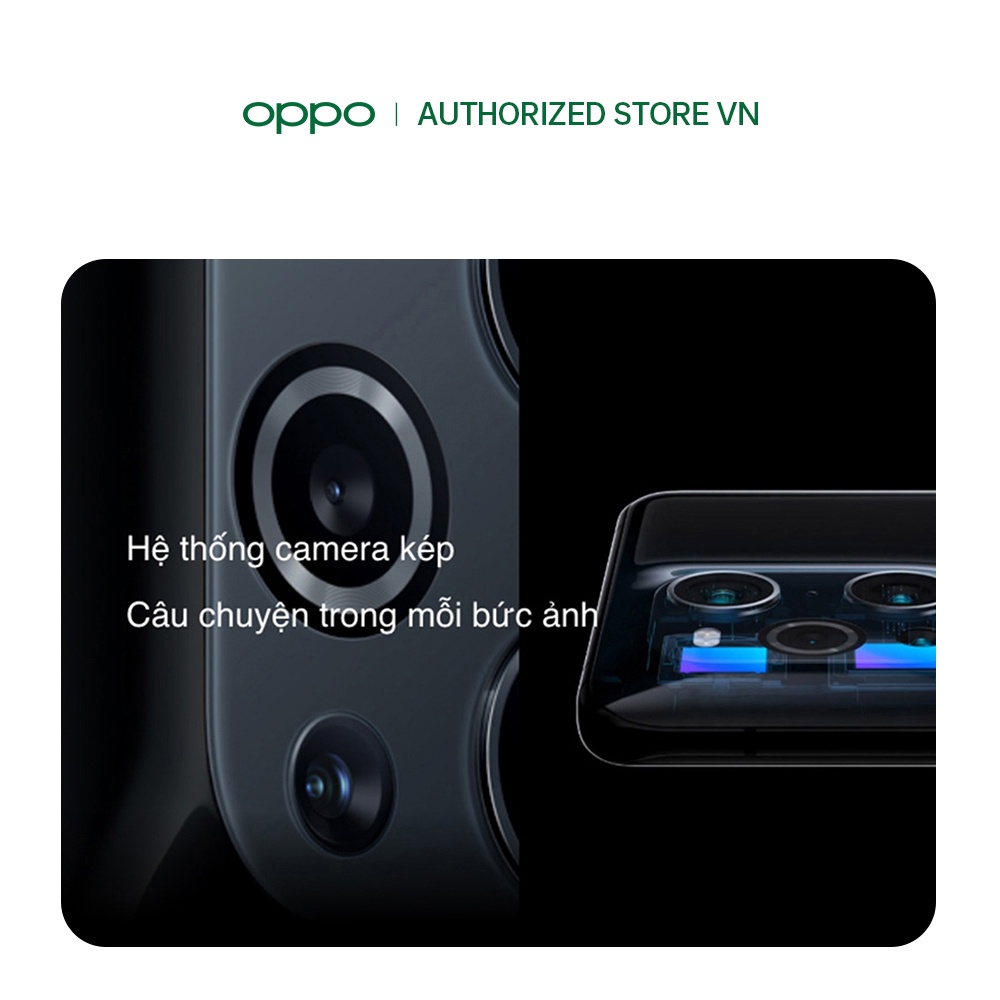 oppo | AUTHORIZED STORE VN
Hệ thống camera kép
Câu chuyện trong mỗi bức ảnh